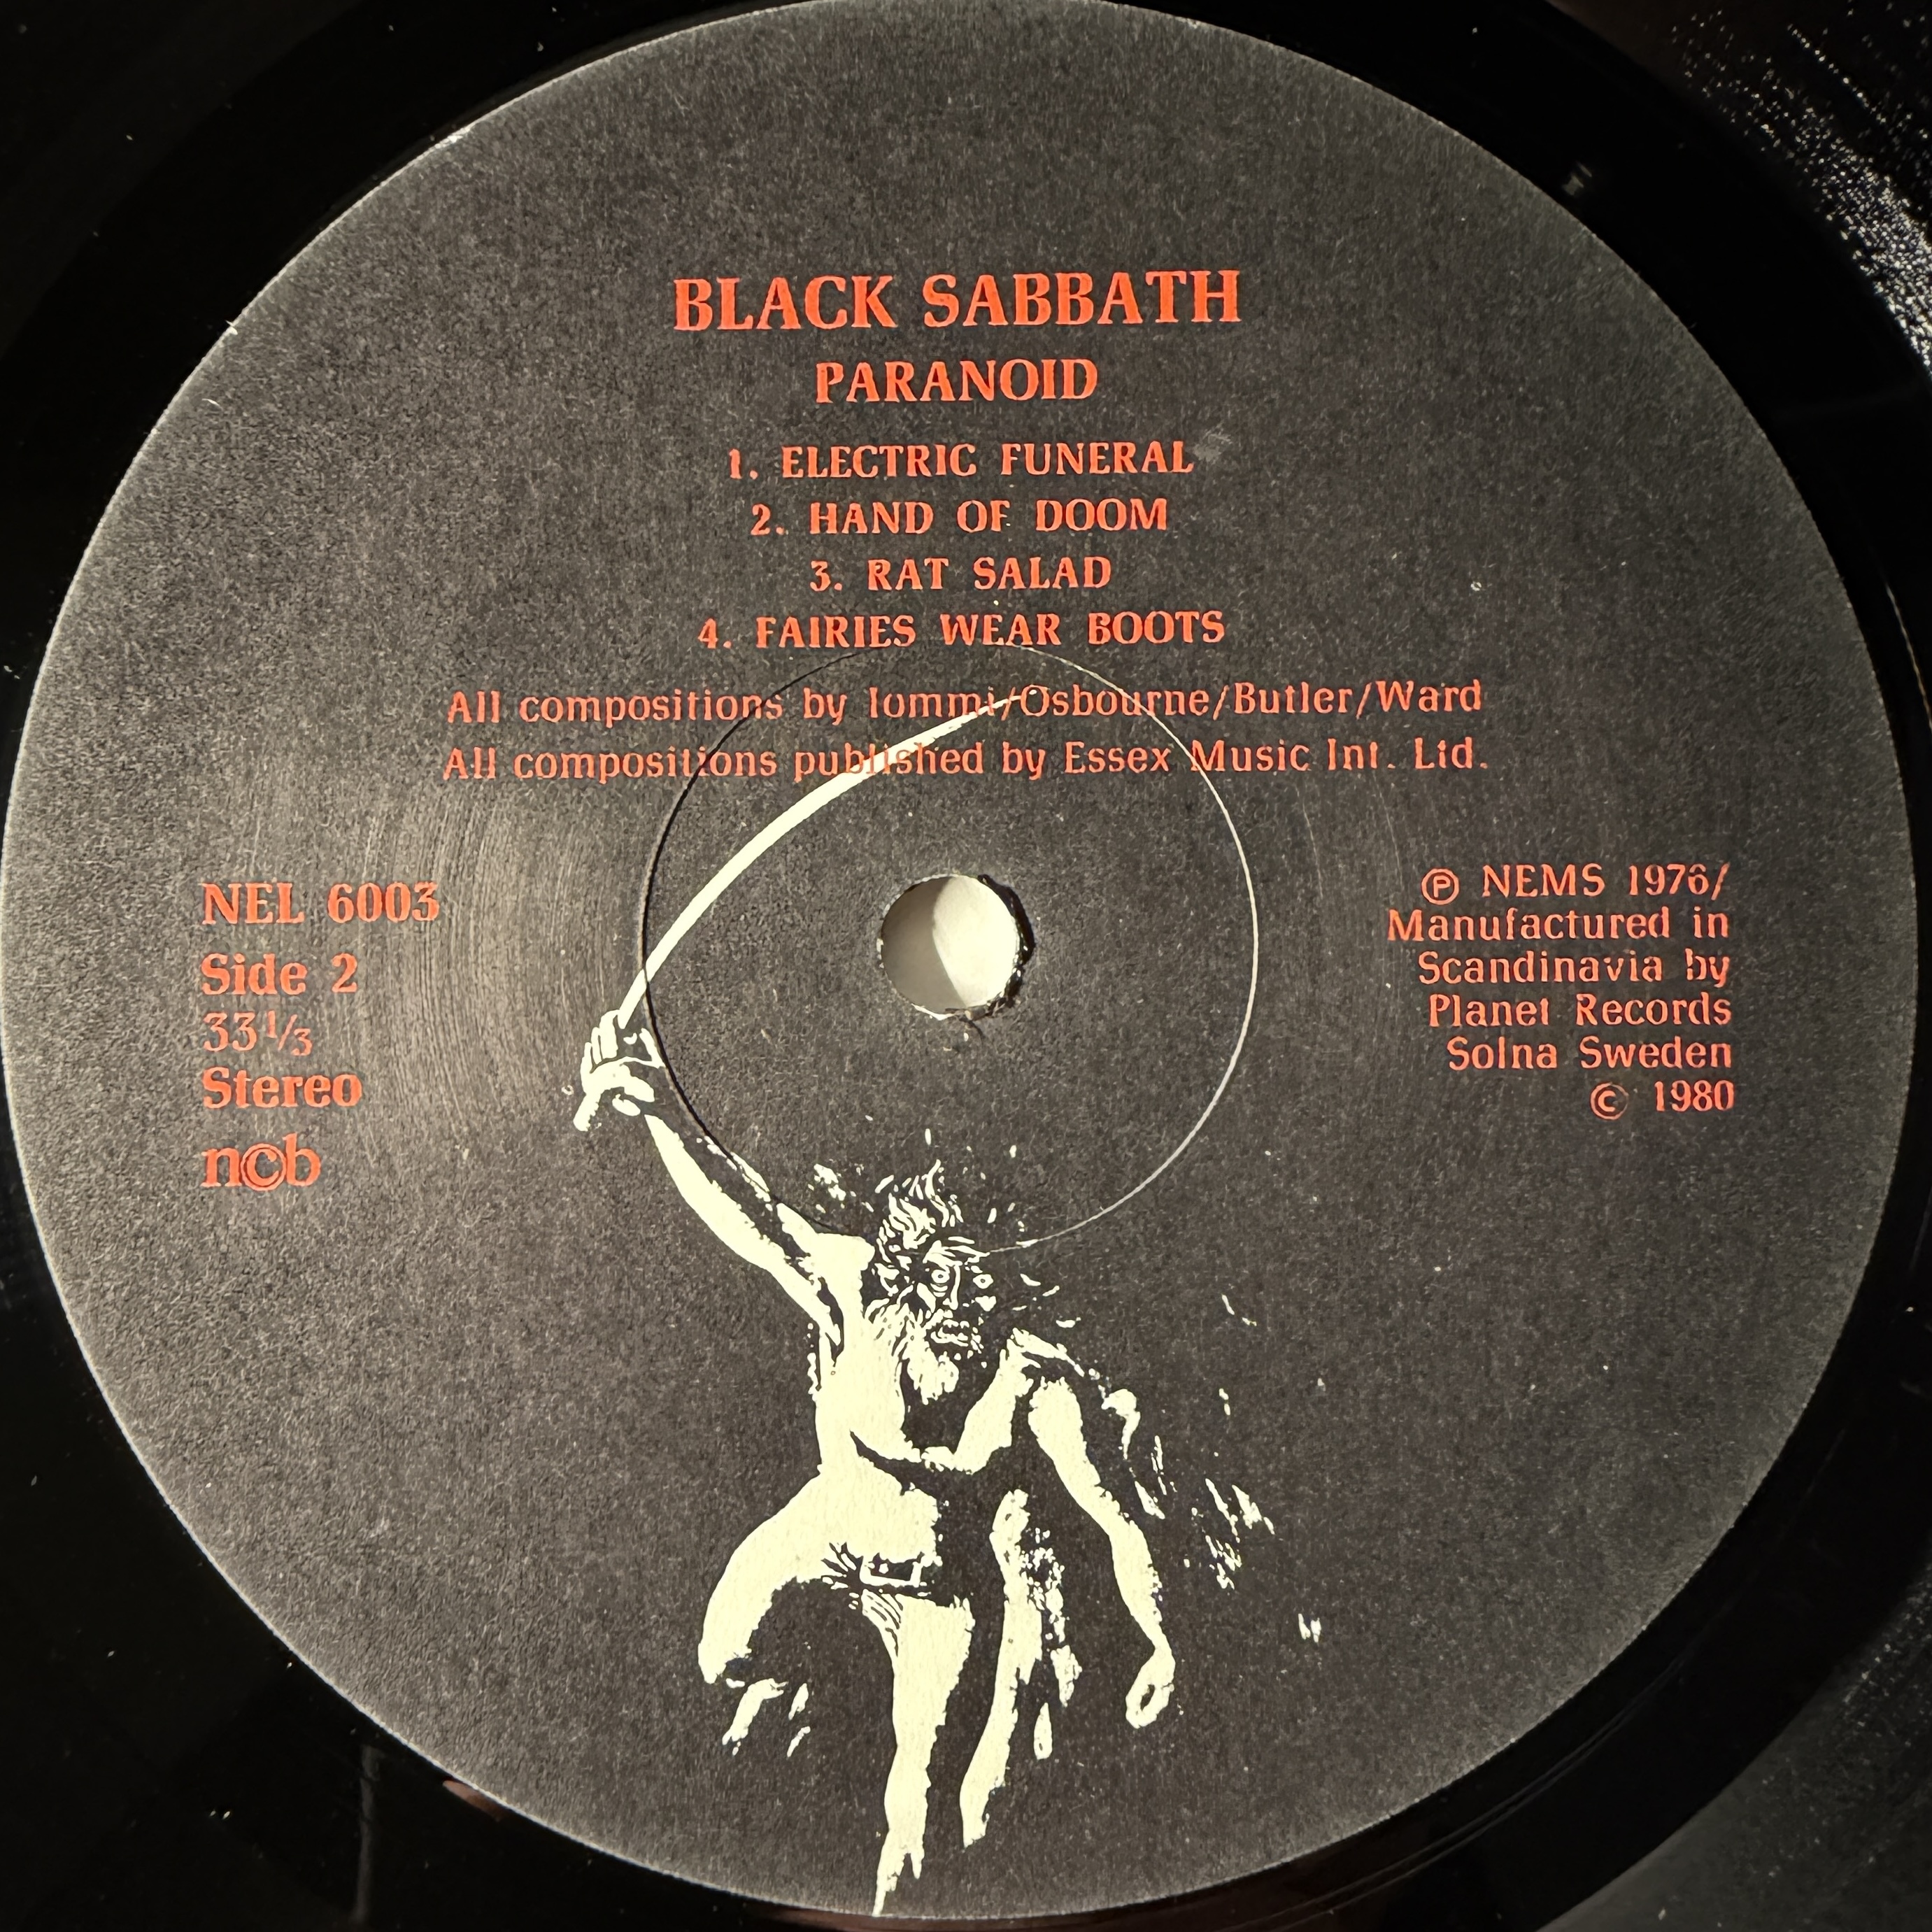 BLACK SABBATH
PARANOID
1. ELECTRIC FUNERAL
2. HAND OF DOOM
3. RAT SALAD
4. FAIRIES WEAR BOOTS
All compositions by Iommi/Osbourne/Butler/Ward
All compositions published by Essex Music Int. Ltd.
NEL 6003
Side 2
33 1/3
Stereo
n©b
℗ NEMS 1976/
Manufactured in
Scandinavia by
Planet Records
Solna Sweden
© 1980